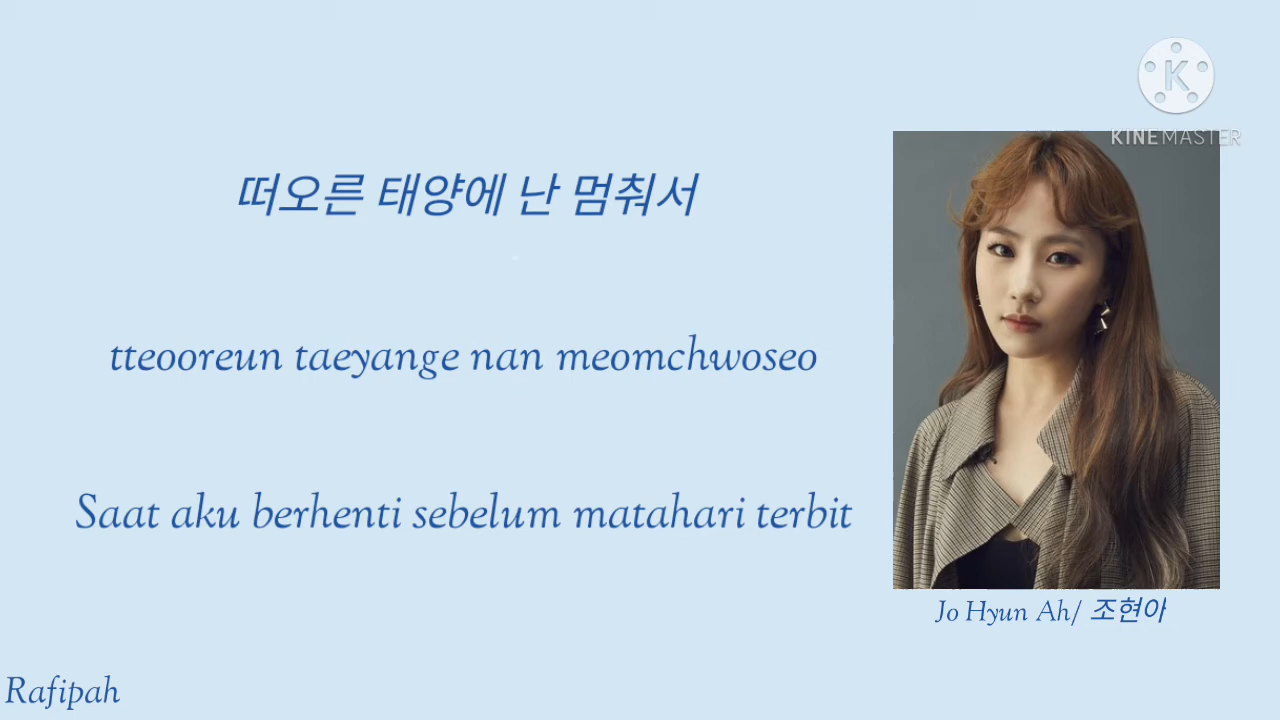 KINEMASTER
떠오른 태양에 난 멈춰서
tteooreun taeyange nan meomchwoseo
Saat aku berhenti sebelum matahari terbit
Jo Hyun Ah/ 조현아
Rafipah